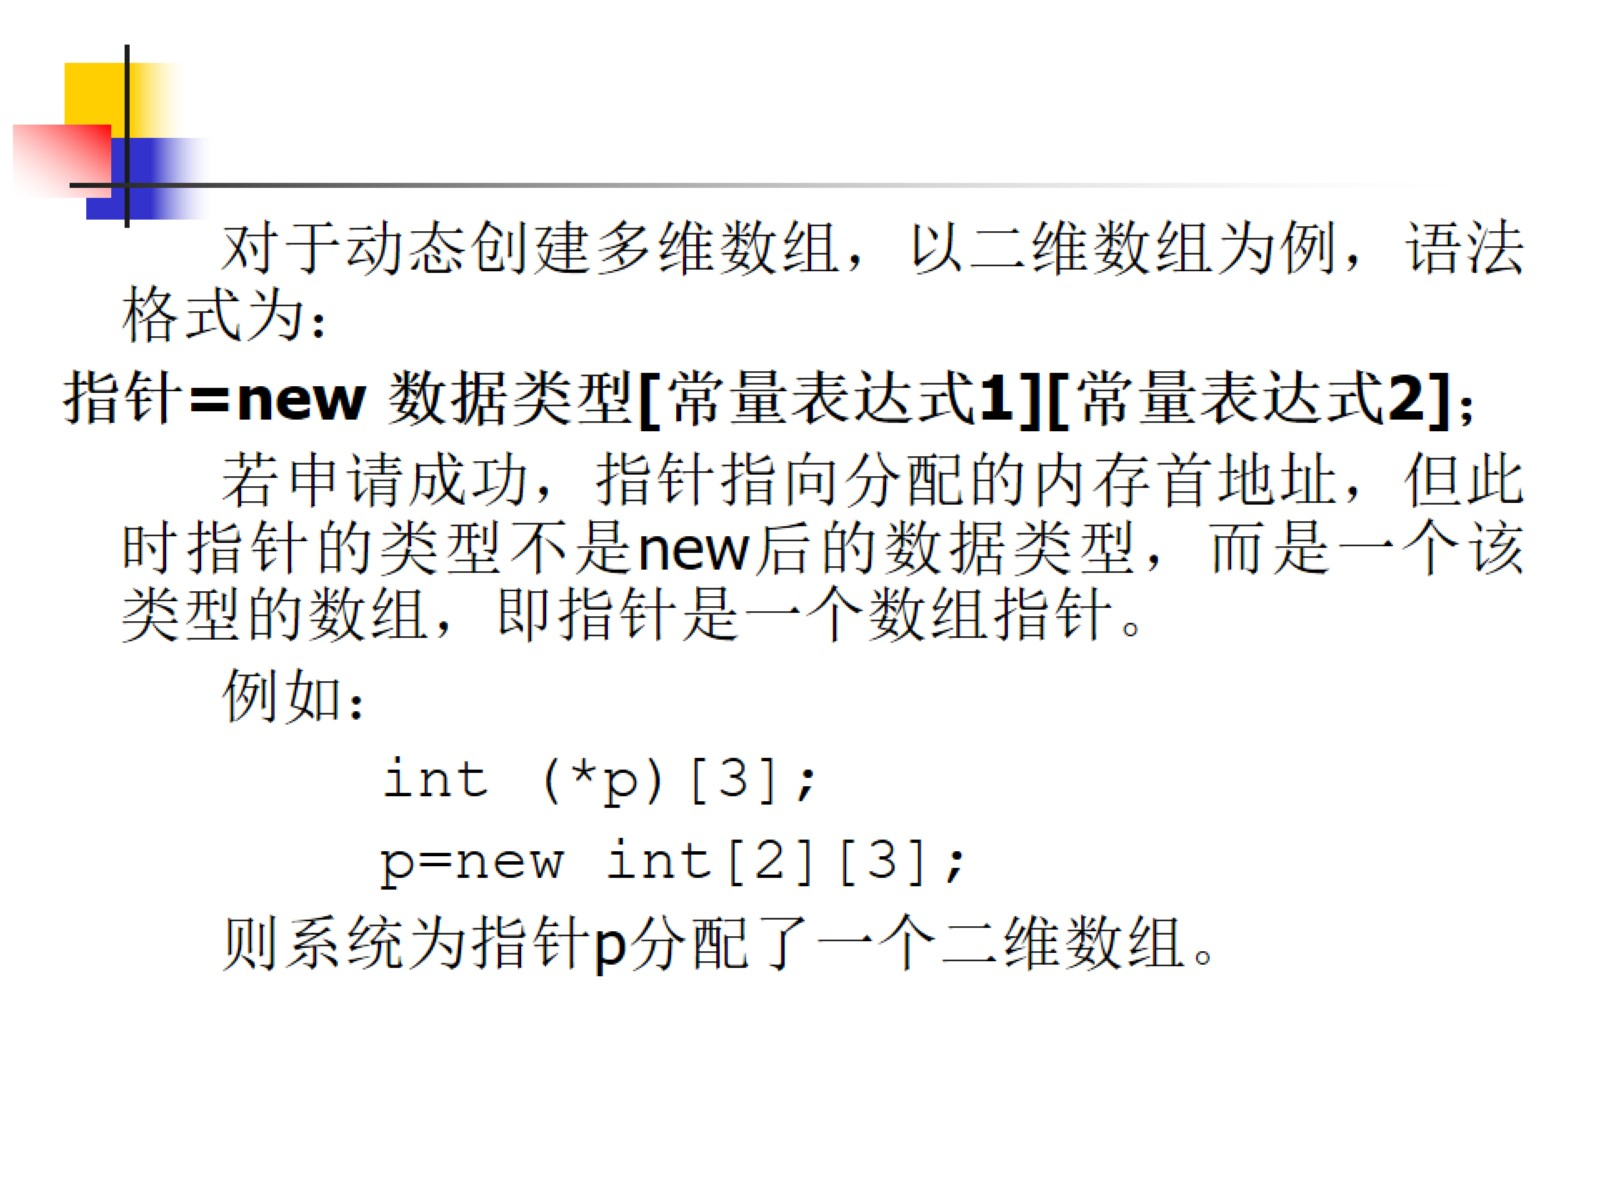 对于动态创建多维数组，以二维数组为例，语法
格式为：
指针=new 数据类型[常量表达式1][常量表达式2]；
若申请成功，指针指向分配的内存首地址，但此
时指针的类型不是new后的数据类型，而是一个该
类型的数组，即指针是一个数组指针。
例如：
int (*p)[3];
p=new int[2][3];
则系统为指针p分配了一个二维数组。